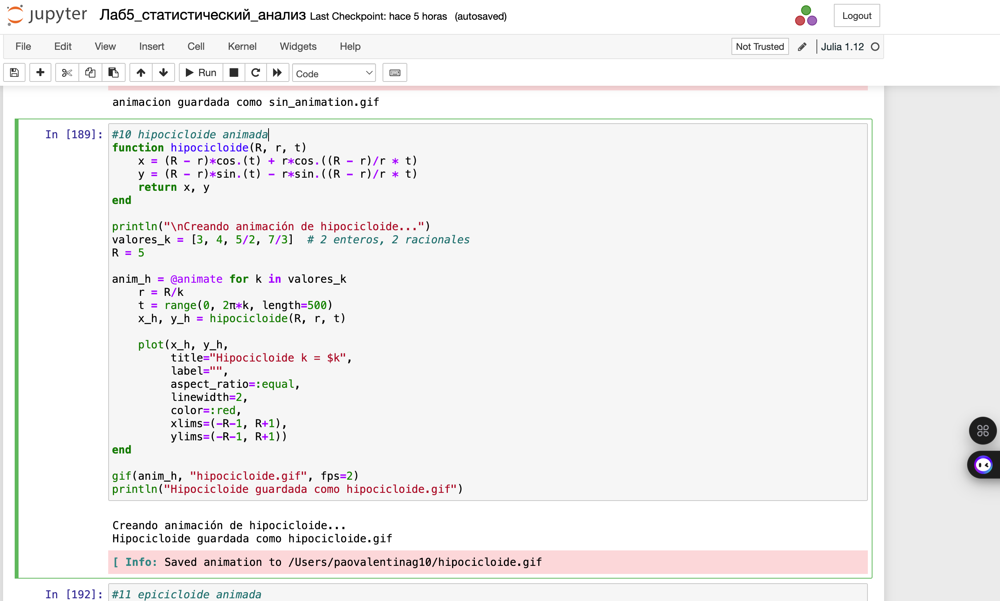 jupyter Лаб5_статистический_анализ Last Checkpoint: hace 5 horas (autosaved) Logout
File Edit View Insert Cell Kernel Widgets Help Not Trusted Julia 1.12
Run Code
animacion guardada como sin_animation.gif
In [189]: #10 hipocicloide animada
function hipocicloide(R, r, t)
    x = (R - r)*cos.(t) + r*cos.((R - r)/r * t)
    y = (R - r)*sin.(t) - r*sin.((R - r)/r * t)
    return x, y
end
println("\nCreando animación de hipocicloide...")
valores_k = [3, 4, 5/2, 7/3]  # 2 enteros, 2 racionales
R = 5
anim_h = @animate for k in valores_k
    r = R/k
    t = range(0, 2π*k, length=500)
    x_h, y_h = hipocicloide(R, r, t)
    plot(x_h, y_h,
         title="Hipocicloide k = $k",
         label="",
         aspect_ratio=:equal,
         linewidth=2,
         color=:red,
         xlims=(-R-1, R+1),
         ylims=(-R-1, R+1))
end
gif(anim_h, "hipocicloide.gif", fps=2)
println("Hipocicloide guardada como hipocicloide.gif")
Creando animación de hipocicloide...
Hipocicloide guardada como hipocicloide.gif
[ Info: Saved animation to /Users/paovalentinag10/hipocicloide.gif
In [192]: #11 epicicloide animada